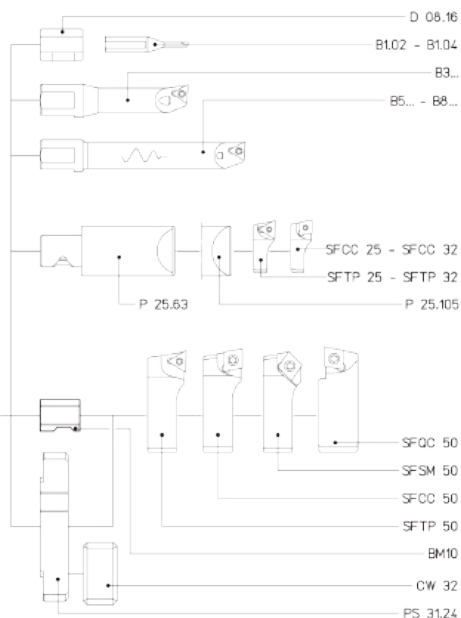 D 08.16
B1.02 - B1.04
B3...
B5... - B8...
SFCC 25 - SFCC 32
SFTP 25 - SFTP 32
P 25.63
P 25.105
SFQC 50
SFSM 50
SFCC 50
SFTP 50
BM10
CW 32
PS 31.24